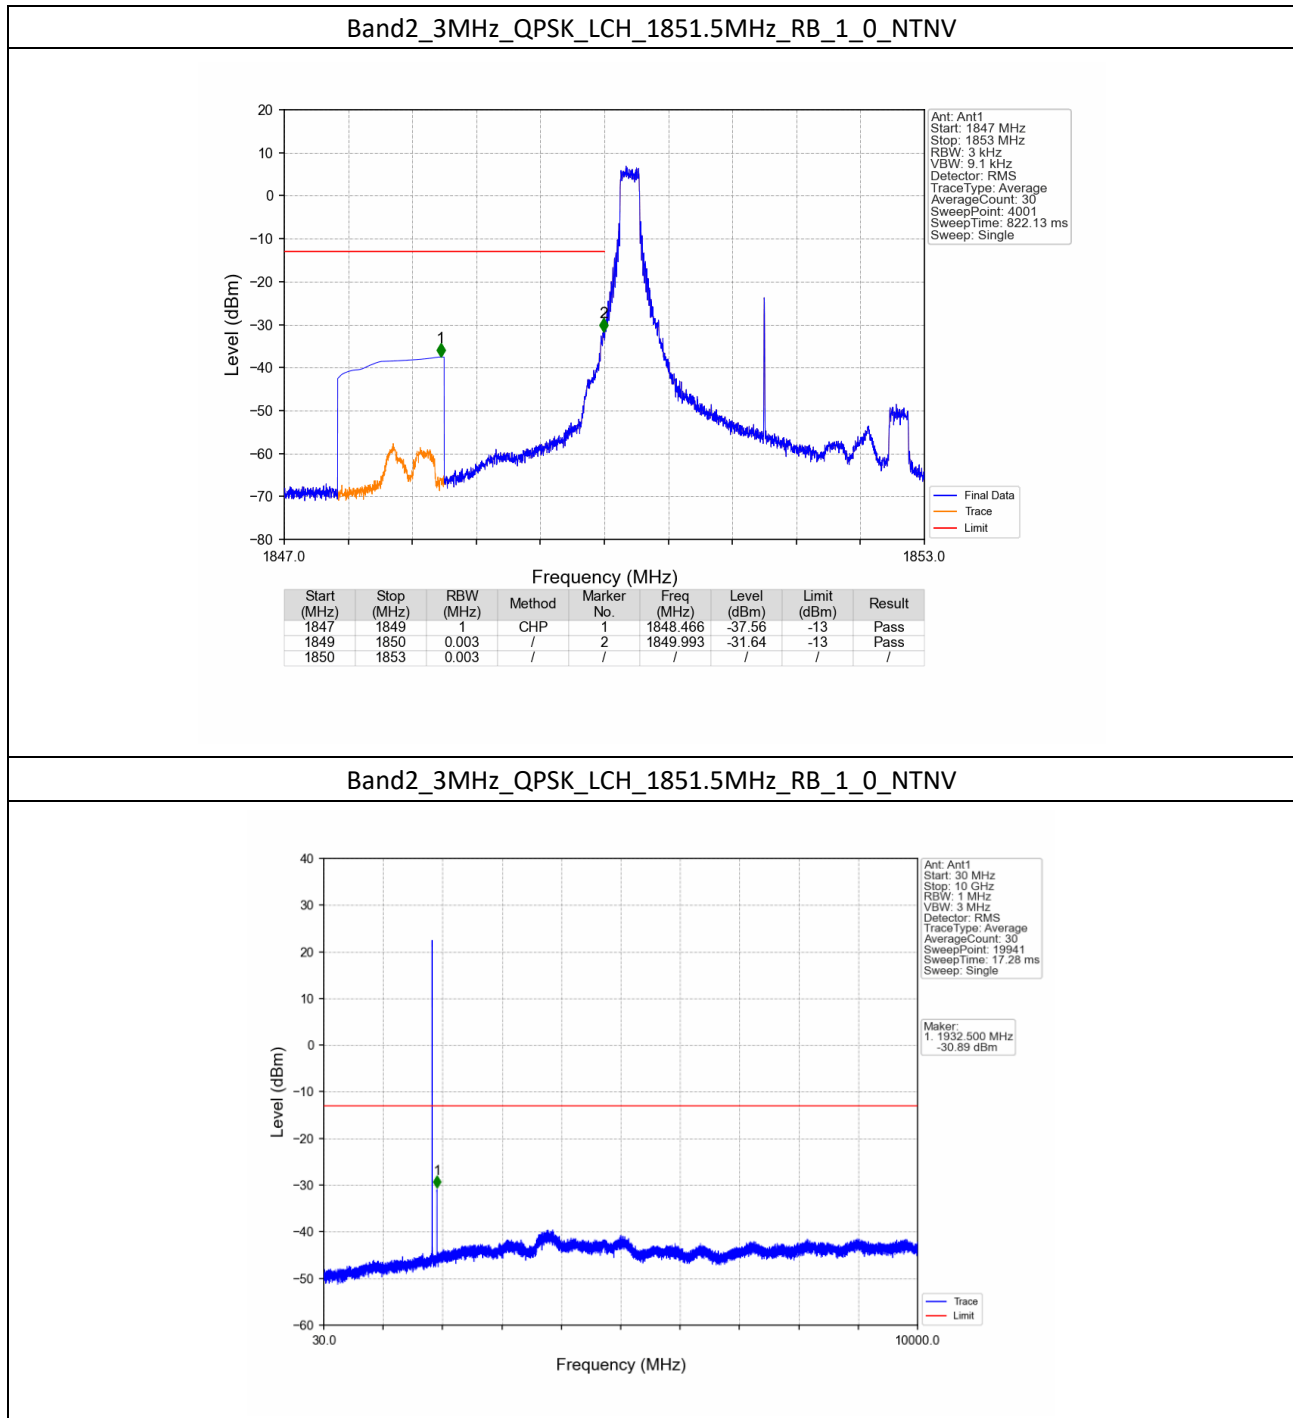 Band2_3MHz_QPSK_LCH_1851.5MHz_RB_1_0_NTNV
20
10
0
−10
−20
−30
−40
−50
−60
−70
−80
Level (dBm)
1
2
1847.0
1853.0
Frequency (MHz)
Ant: Ant1
Start: 1847 MHz
Stop: 1853 MHz
RBW: 3 kHz
VBW: 9.1 kHz
Detector: RMS
TraceType: Average
AverageCount: 30
SweepPoint: 4001
SweepTime: 822.13 ms
Sweep: Single
Final Data
Trace
Limit
Start (MHz) Stop (MHz) RBW (MHz) Method Marker No. Freq (MHz) Level (dBm) Limit (dBm) Result
1847 1849 1 CHP 1 1848.466 -37.56 -13 Pass
1849 1850 0.003 / 2 1849.993 -31.64 -13 Pass
1850 1853 0.003 / / / / / /
Band2_3MHz_QPSK_LCH_1851.5MHz_RB_1_0_NTNV
40
30
20
10
0
−10
−20
−30
−40
−50
−60
Level (dBm)
1
30.0
10000.0
Frequency (MHz)
Ant: Ant1
Start: 30 MHz
Stop: 10 GHz
RBW: 1 MHz
VBW: 3 MHz
Detector: RMS
TraceType: Average
AverageCount: 30
SweepPoint: 19941
SweepTime: 17.28 ms
Sweep: Single
Maker:
1. 1932.500 MHz
-30.89 dBm
Trace
Limit